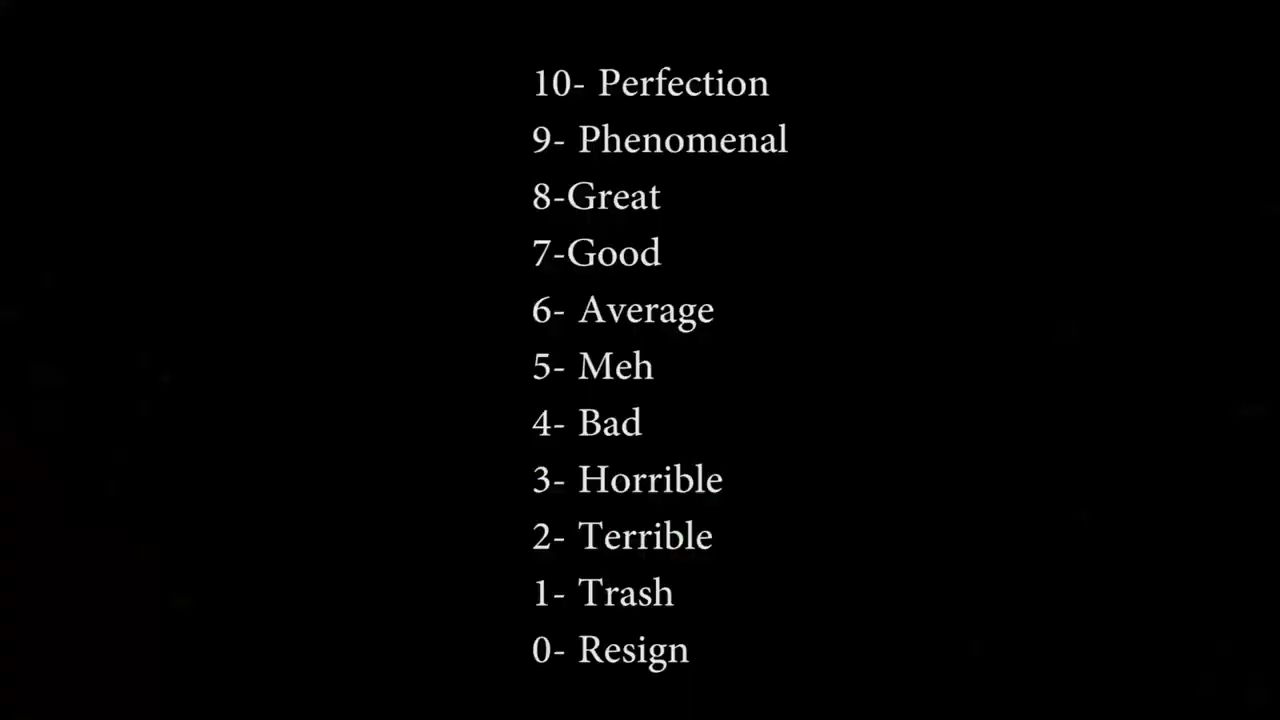 10- Perfection
9- Phenomenal
8-Great
7-Good
6- Average
5- Meh
4- Bad
3- Horrible
2- Terrible
1- Trash
0- Resign